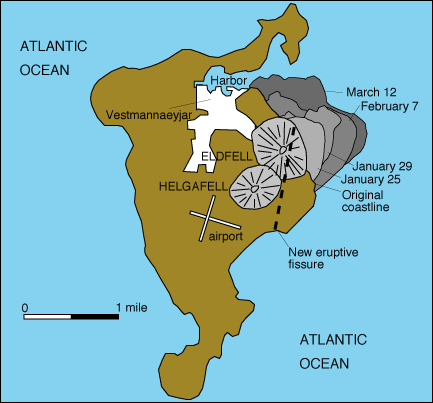 ATLANTIC
OCEAN
Harbor
March 12
February 7
Vestmannaeyjar
ELDFELL
January 29
January 25
HELGAFELL
Original
coastline
airport
New eruptive
fissure
0
1 mile
ATLANTIC
OCEAN